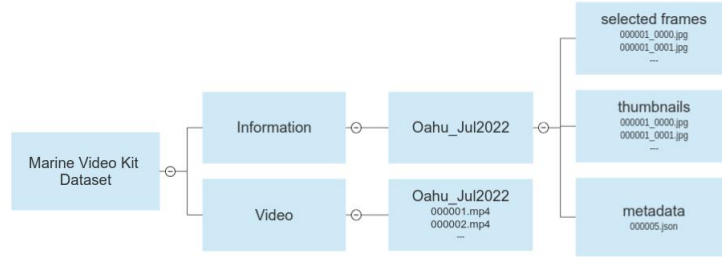 Marine Video Kit
Dataset
Information
Oahu_Jul2022
selected frames
000001_0000.jpg
000001_0001.jpg
---
thumbnails
000001_0000.jpg
000001_0001.jpg
---
metadata
000005.json
Video
Oahu_Jul2022
000001.mp4
000002.mp4
---